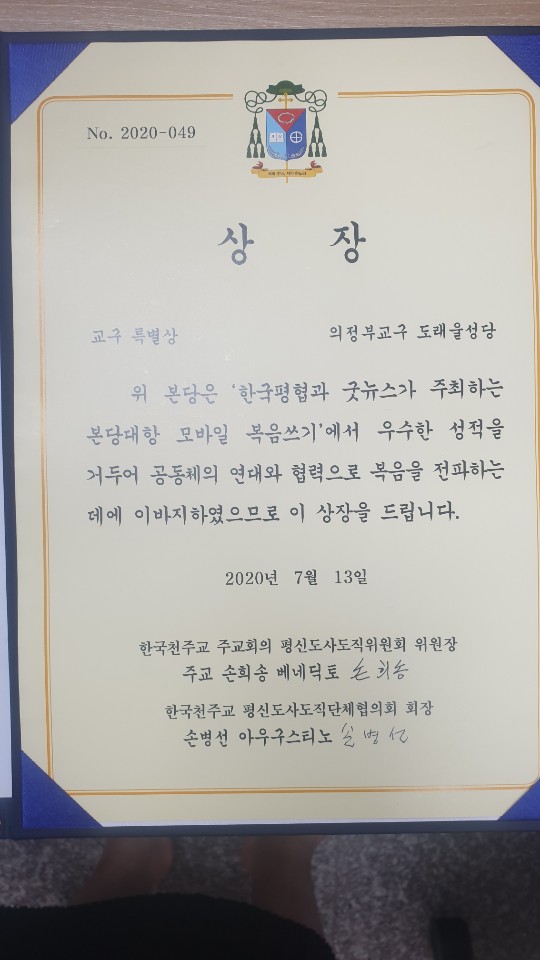 No. 2020-049
상 장
교구 특별상 의정부교구 도래울성당
위 본당은 '한국평협과 굿뉴스가 주최하는
본당대항 모바일 복음쓰기'에서 우수한 성적을
거두어 공동체의 연대와 협력으로 복음을 전파하는
데에 이바지하였으므로 이 상장을 드립니다.
2020년 7월 13일
한국천주교 주교회의 평신도사도직위원회 위원장
주교 손희송 베네딕토 손희송
한국천주교 평신도사도직단체협의회 회장
손병선 아우구스티노 손병선